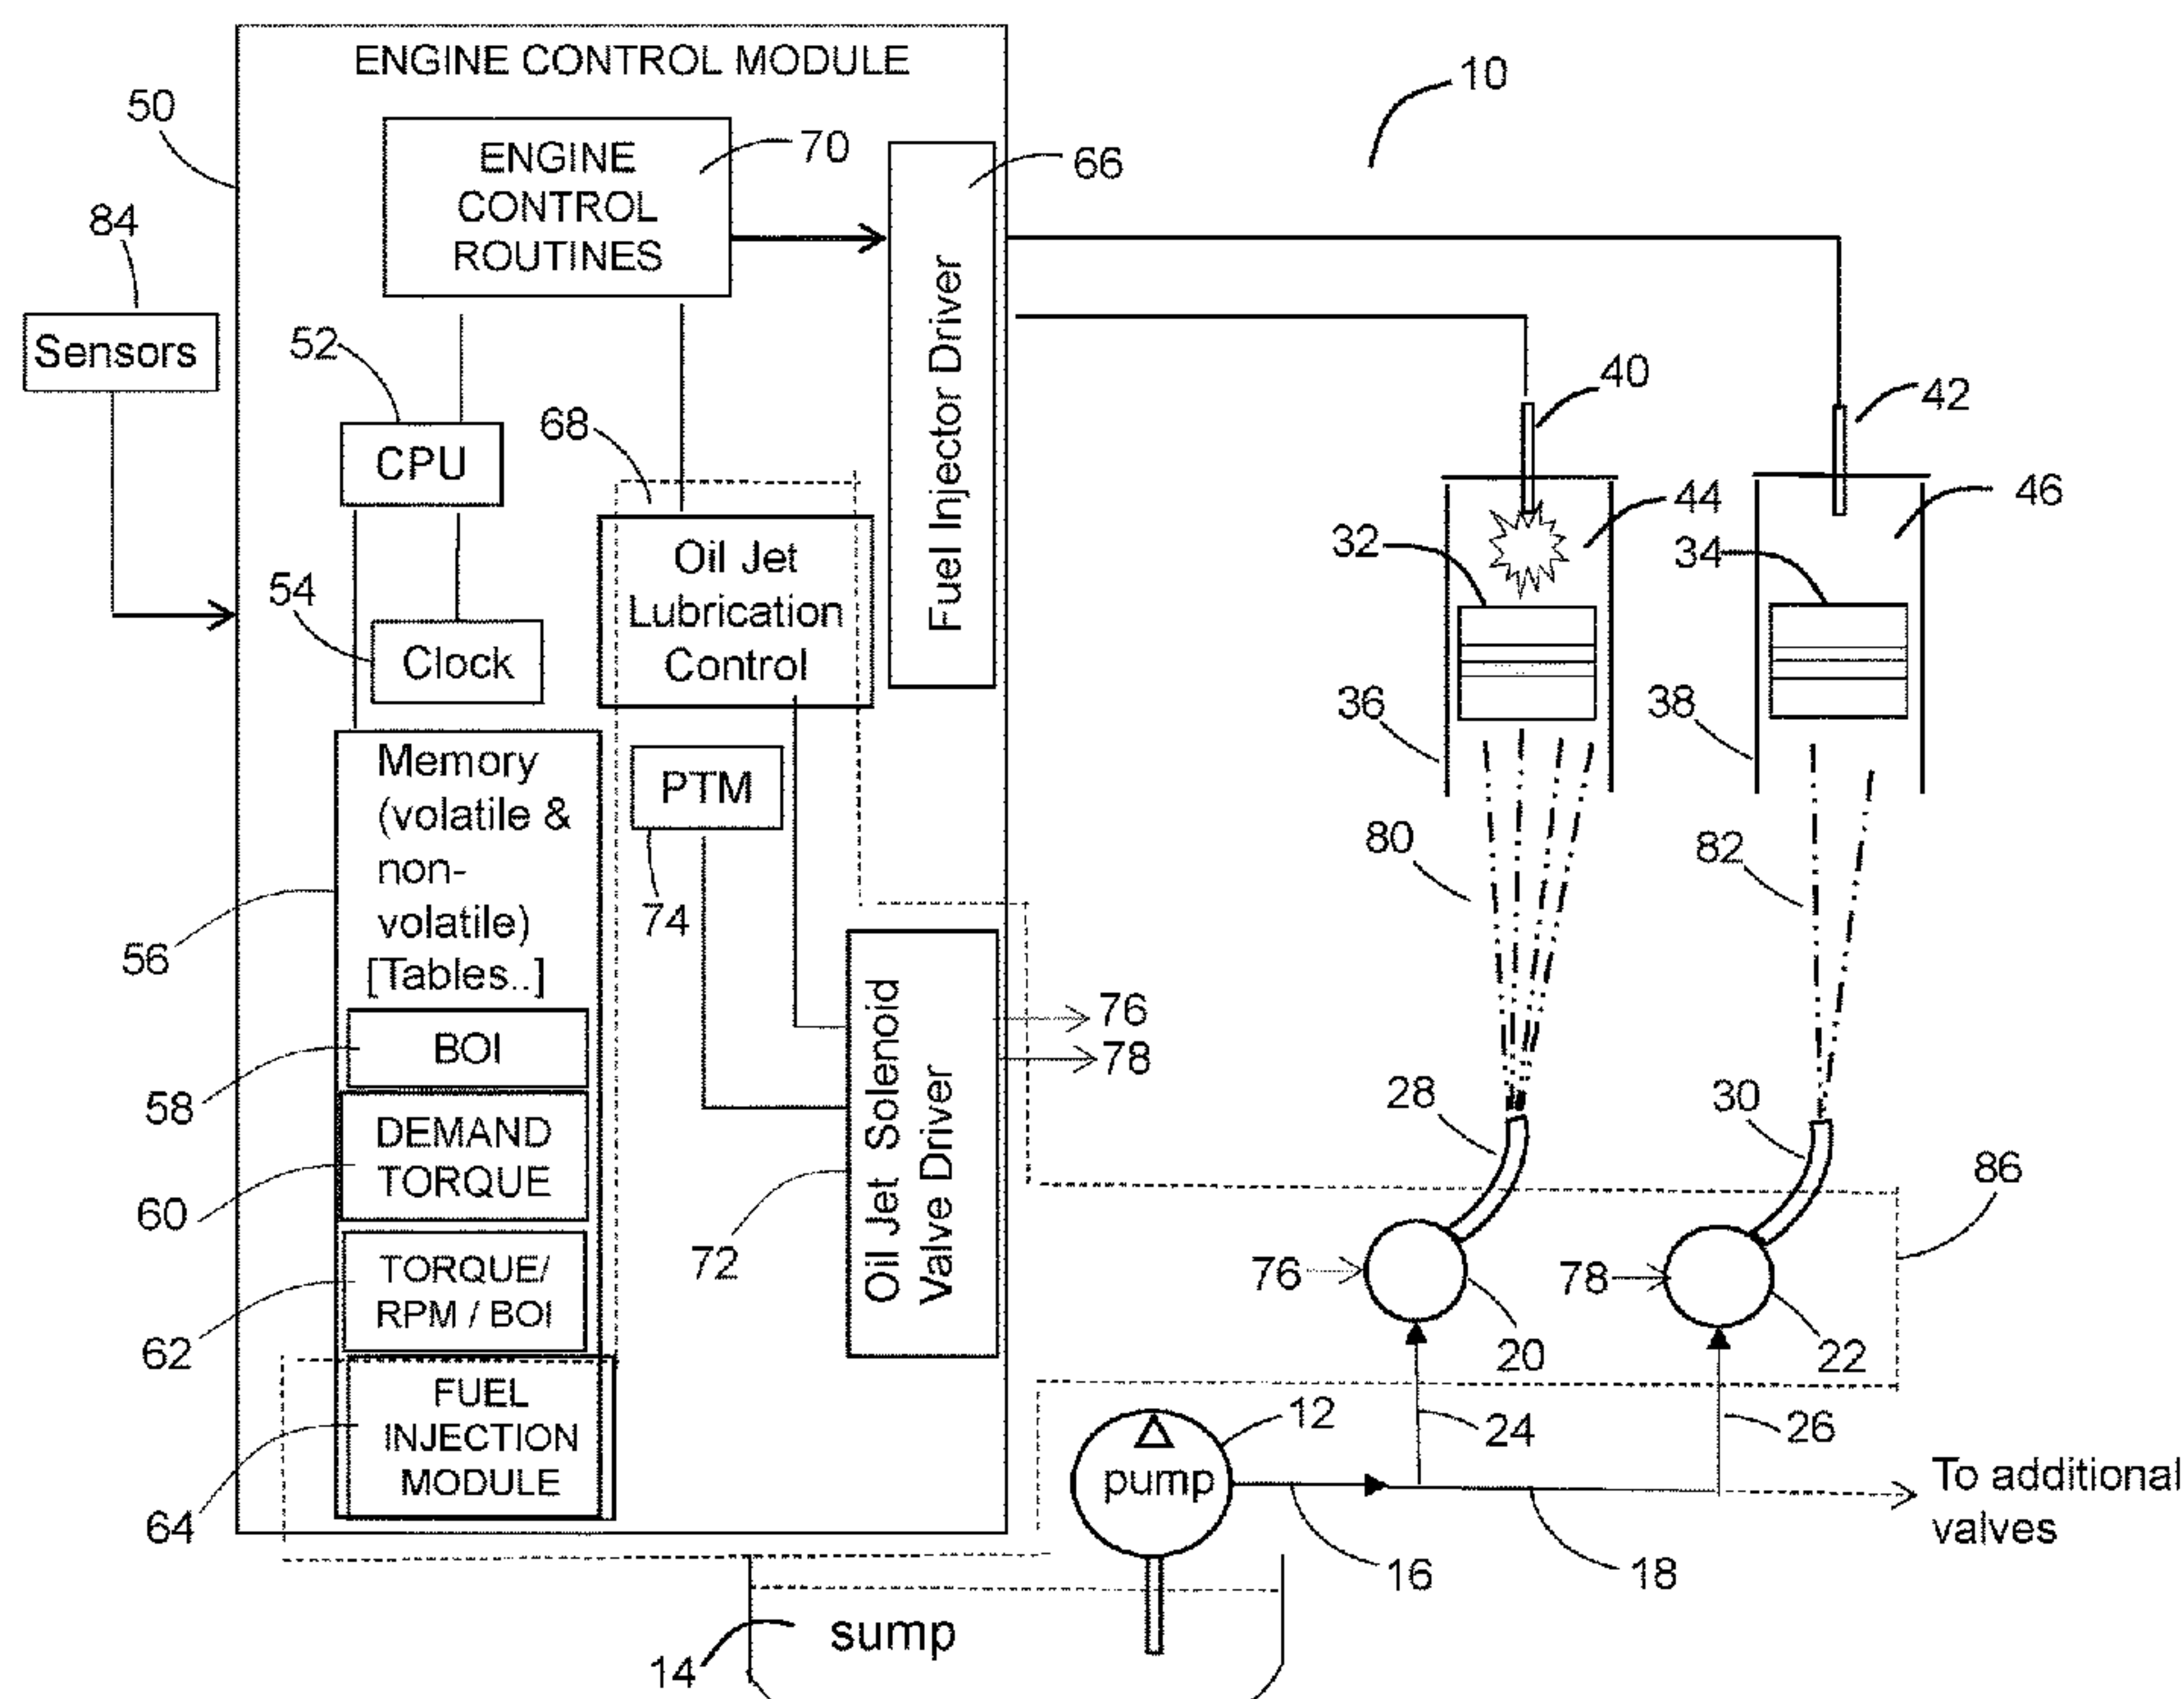 ENGINE CONTROL MODULE
10
50
ENGINE
CONTROL
ROUTINES
70
66
84
Sensors
52
CPU
68
Fuel Injector Driver
40
42
44
46
32
34
54
Clock
Oil Jet
Lubrication
Control
36
38
Memory
(volatile &
non-
volatile)
[Tables..]
PTM
74
80
82
56
76
78
BOI
58
Oil Jet Solenoid
Valve Driver
28
30
DEMAND
TORQUE
60
86
72
76
78
TORQUE/
RPM / BOI
62
20
22
FUEL
INJECTION
MODULE
64
12
pump
24
26
To additional
valves
16
18
sump
14